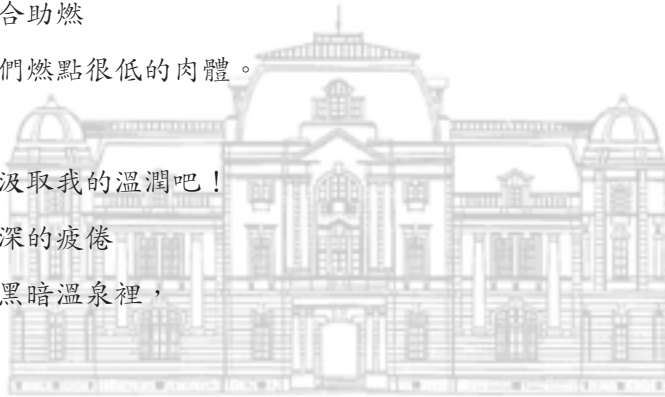 合助燃
們燃點很低的肉體。
汲取我的溫潤吧！
深的疲倦
黑暗溫泉裡，